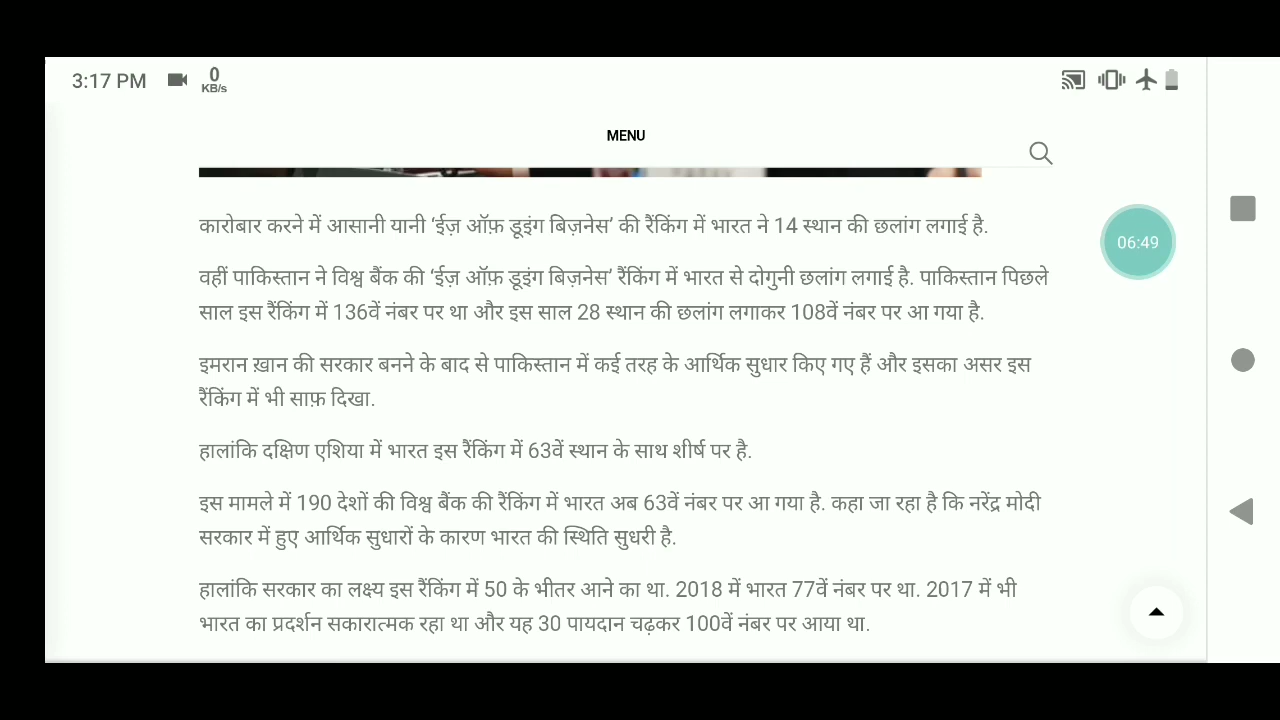 3:17 PM
0
KB/s
MENU
06:49
कारोबार करने में आसानी यानी ‘ईज़ ऑफ़ डूइंग बिज़नेस’ की रैंकिंग में भारत ने 14 स्थान की छलांग लगाई है.
वहीं पाकिस्तान ने विश्व बैंक की ‘ईज़ ऑफ़ डूइंग बिज़नेस’ रैंकिंग में भारत से दोगुनी छलांग लगाई है. पाकिस्तान पिछले
साल इस रैंकिंग में 136वें नंबर पर था और इस साल 28 स्थान की छलांग लगाकर 108वें नंबर पर आ गया है.
इमरान ख़ान की सरकार बनने के बाद से पाकिस्तान में कई तरह के आर्थिक सुधार किए गए हैं और इसका असर इस
रैंकिंग में भी साफ़ दिखा.
हालांकि दक्षिण एशिया में भारत इस रैंकिंग में 63वें स्थान के साथ शीर्ष पर है.
इस मामले में 190 देशों की विश्व बैंक की रैंकिंग में भारत अब 63वें नंबर पर आ गया है. कहा जा रहा है कि नरेंद्र मोदी
सरकार में हुए आर्थिक सुधारों के कारण भारत की स्थिति सुधरी है.
हालांकि सरकार का लक्ष्य इस रैंकिंग में 50 के भीतर आने का था. 2018 में भारत 77वें नंबर पर था. 2017 में भी
भारत का प्रदर्शन सकारात्मक रहा था और यह 30 पायदान चढ़कर 100वें नंबर पर आया था.